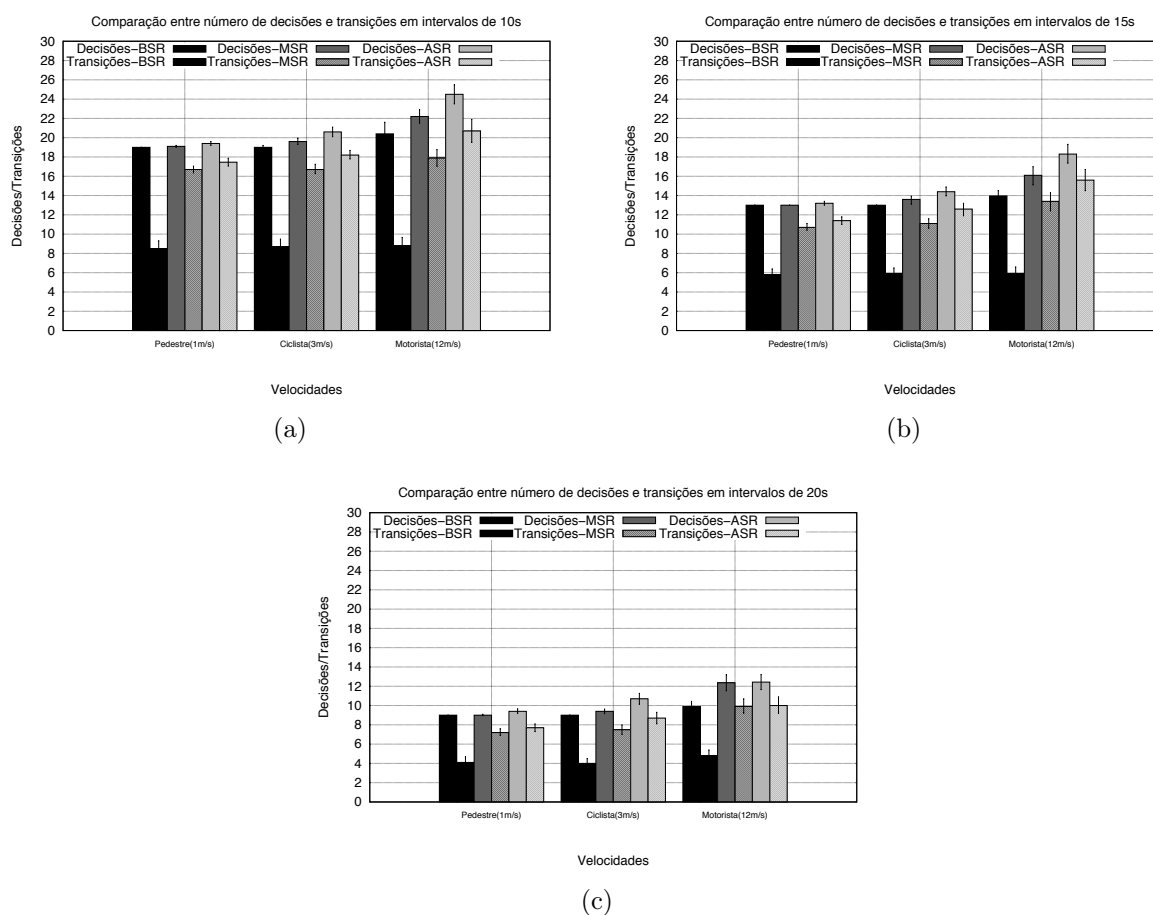 Comparação entre número de decisões e transições em intervalos de 10s
30
28
26
24
22
20
18
16
14
12
10
8
6
4
2
0
Decisões/Transições
Decisões−BSR
Transições−BSR
Decisões−MSR
Transições−MSR
Decisões−ASR
Transições−ASR
Pedestre(1m/s)
Ciclista(3m/s)
Motorista(12m/s)
Velocidades
(a)
Comparação entre número de decisões e transições em intervalos de 15s
30
28
26
24
22
20
18
16
14
12
10
8
6
4
2
0
Decisões/Transições
Decisões−BSR
Transições−BSR
Decisões−MSR
Transições−MSR
Decisões−ASR
Transições−ASR
Pedestre(1m/s)
Ciclista(3m/s)
Motorista(12m/s)
Velocidades
(b)
Comparação entre número de decisões e transições em intervalos de 20s
30
28
26
24
22
20
18
16
14
12
10
8
6
4
2
0
Decisões/Transições
Decisões−BSR
Transições−BSR
Decisões−MSR
Transições−MSR
Decisões−ASR
Transições−ASR
Pedestre(1m/s)
Ciclista(3m/s)
Motorista(12m/s)
Velocidades
(c)